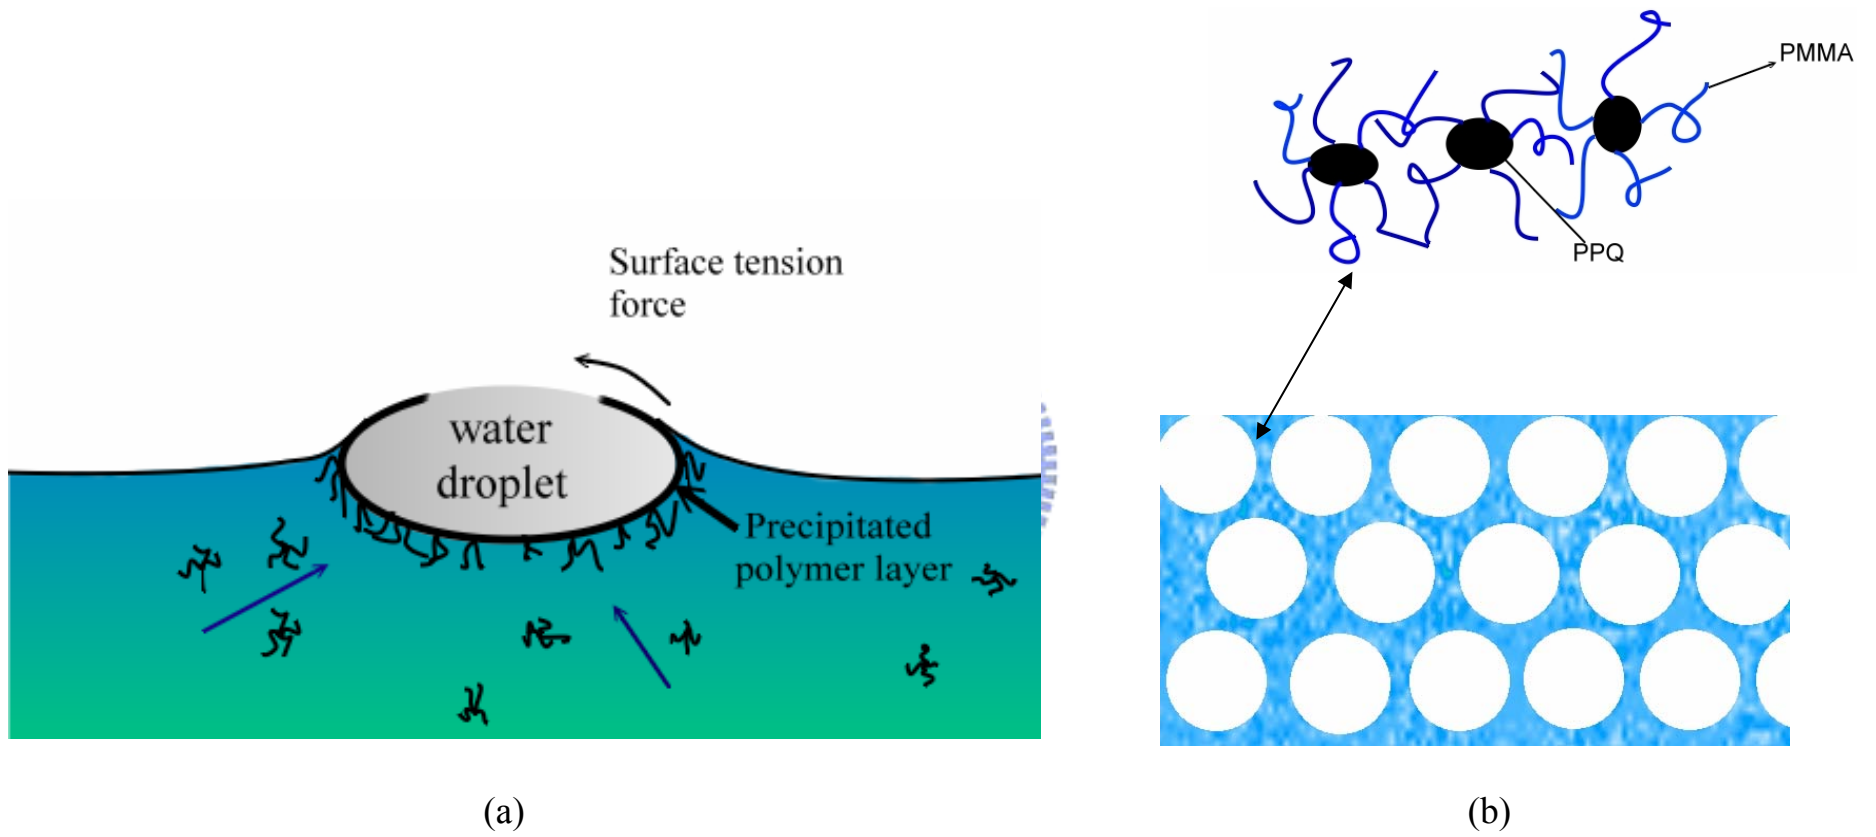 Surface tension
force
water
droplet
Precipitated
polymer layer
(a)
PMMA
PPQ
(b)